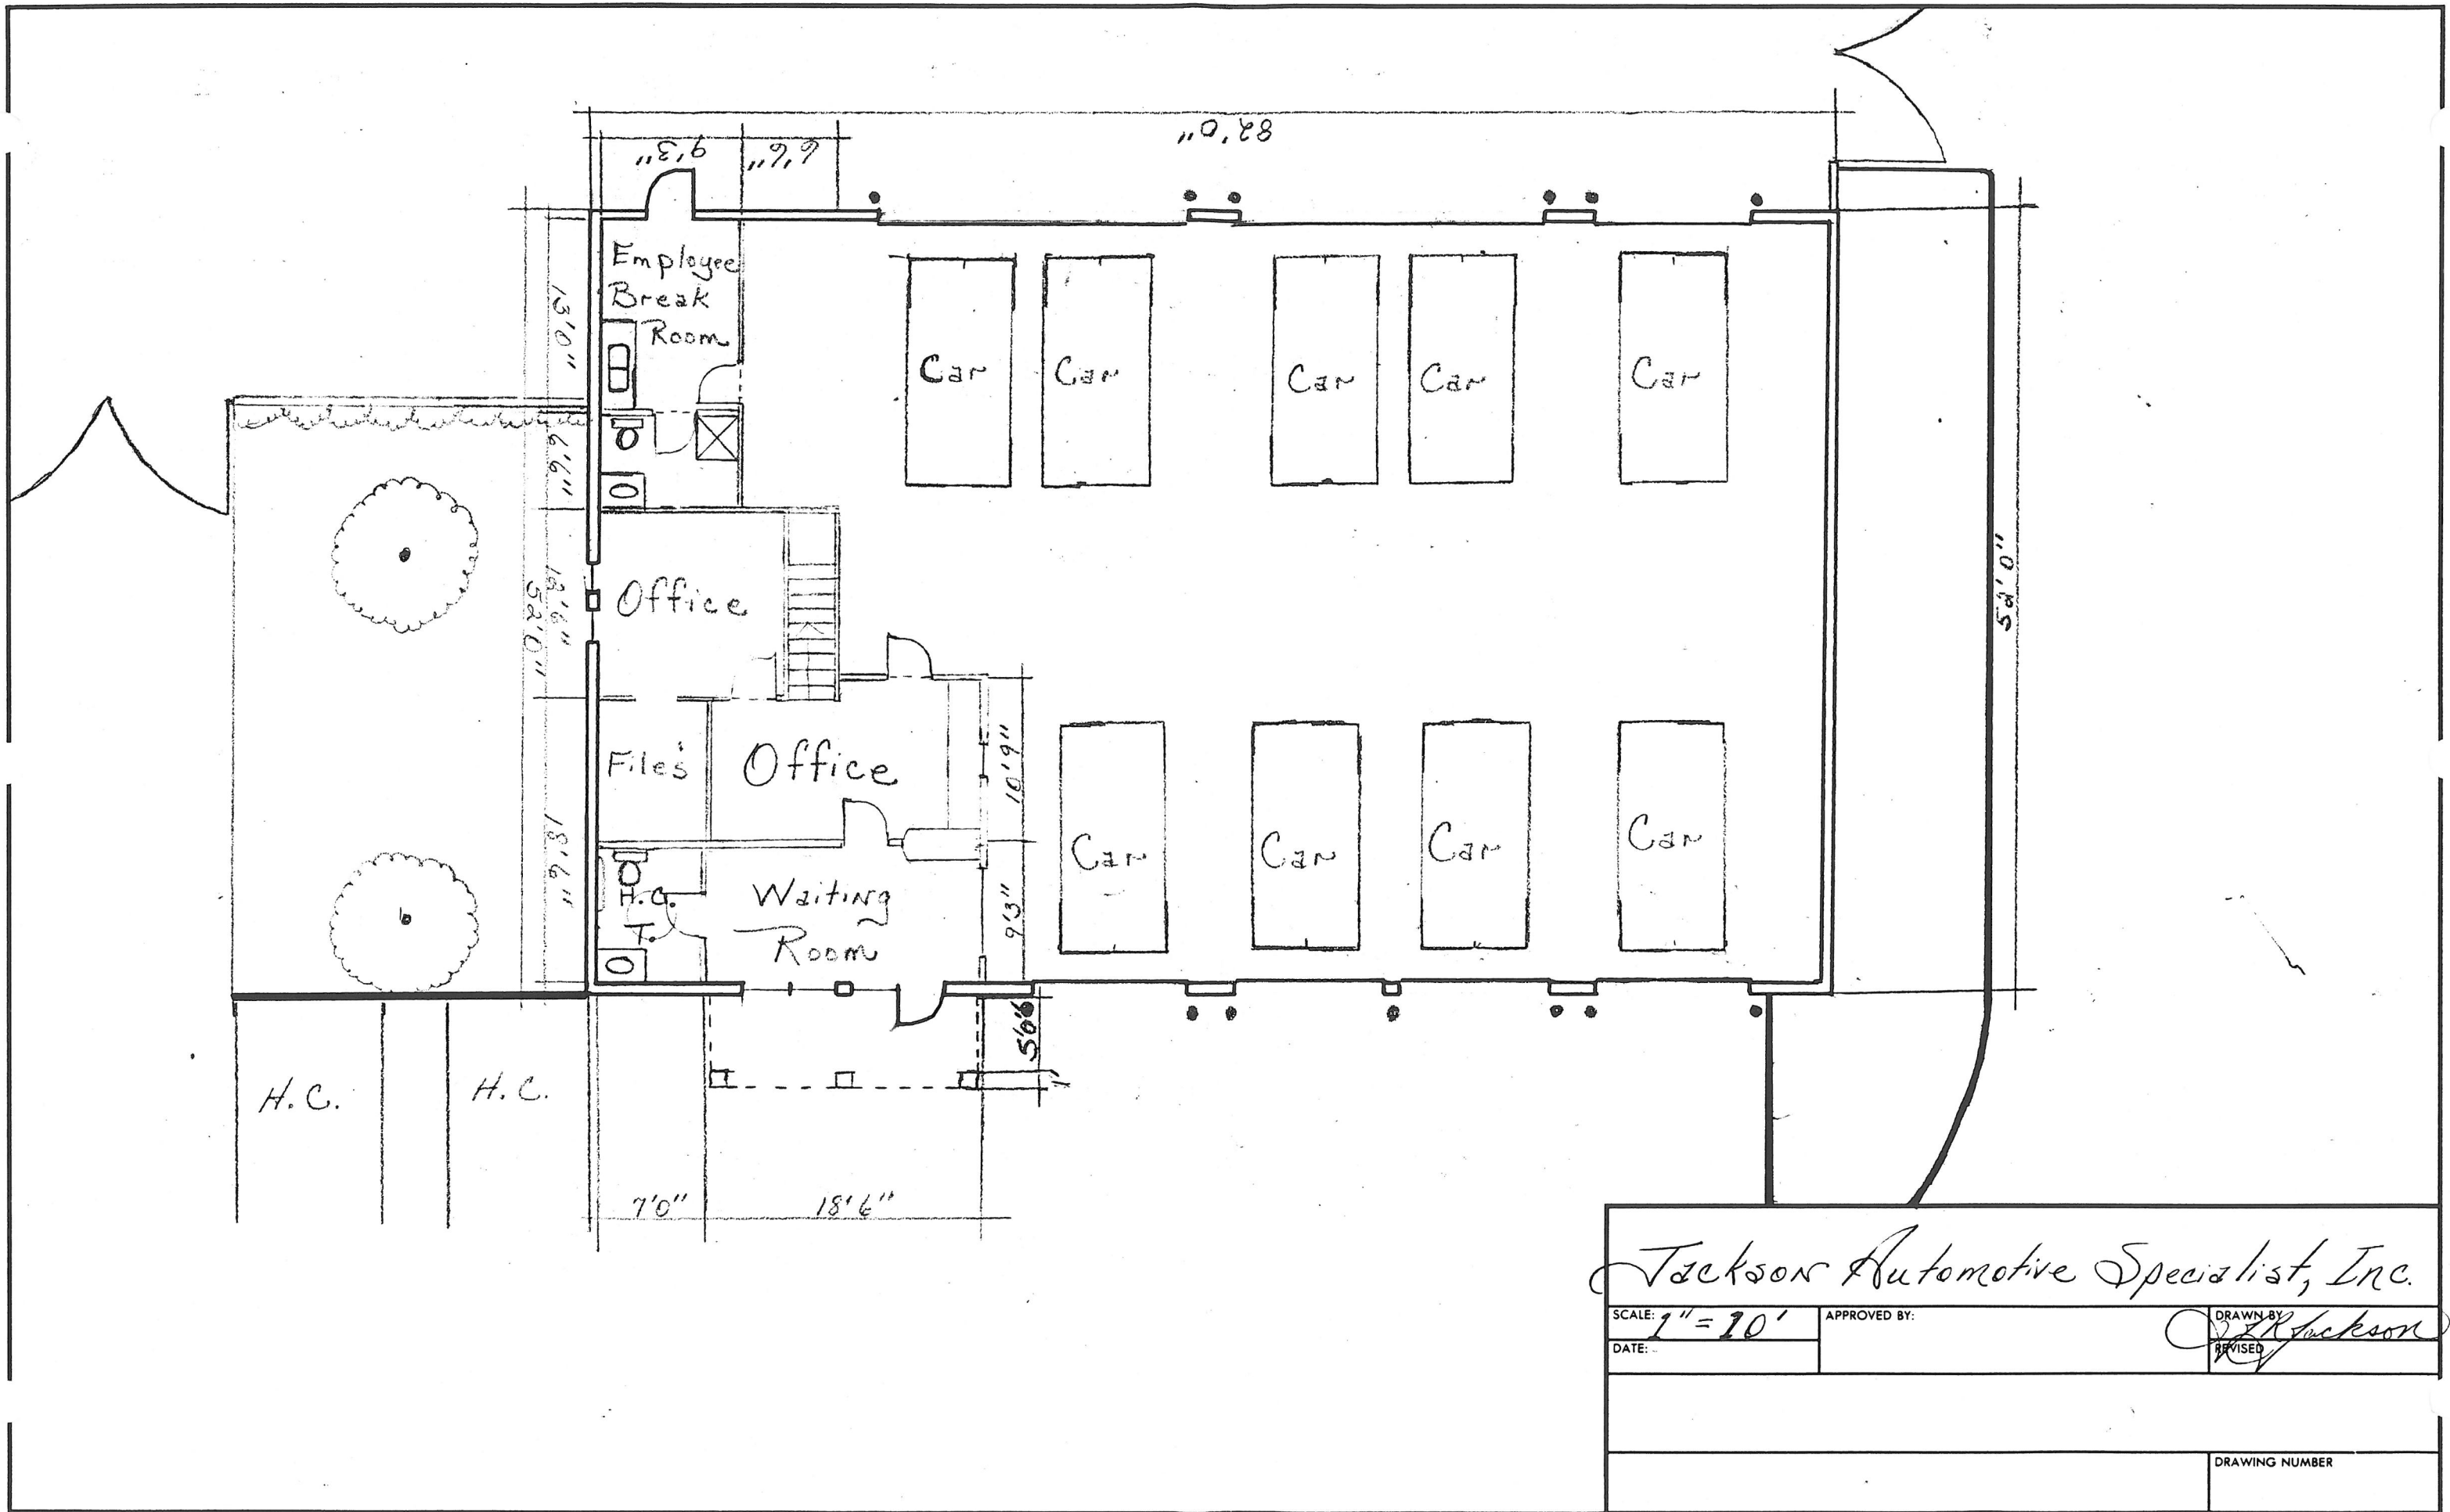 82'0"
9'3"
6'6"
Employee
Break
Room
13'0"
Car
Car
Car
Car
Car
6'6"
52'0"
12'6"
52'0"
Office
Files
Office
10'9"
18'6"
H.C.
T.
Waiting
Room
9'3"
Car
Car
Car
Car
5'6"
1'
H.C.
H.C.
7'0"
18'6"
Jackson Automotive Specialist, Inc.
SCALE: 1" = 10'
APPROVED BY:
DRAWN BY
Jackson
DATE:
REVISED
DRAWING NUMBER